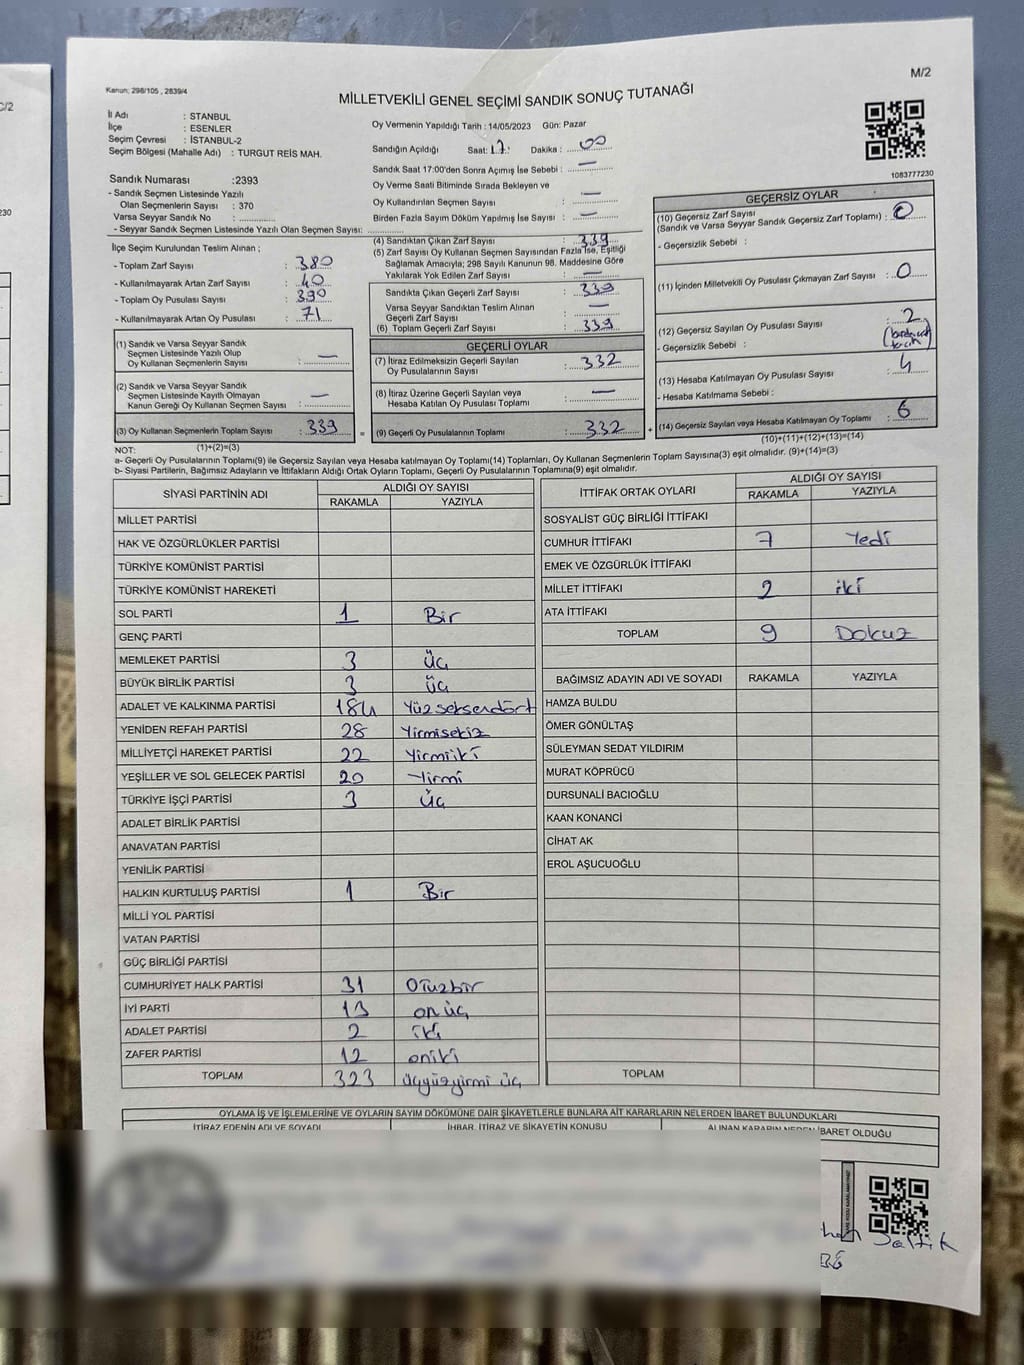 C/2
230
M/2
Kanun; 298/105 , 2839/4
MİLLETVEKİLİ GENEL SEÇİMİ SANDIK SONUÇ TUTANAĞI
İl Adı : STANBUL
İlçe : ESENLER
Seçim Çevresi : İSTANBUL-2
Seçim Bölgesi (Mahalle Adı) : TURGUT REİS MAH.
Oy Vermenin Yapıldığı Tarih : 14/05/2023 Gün: Pazar
Sandığın Açıldığı Saat: 17: Dakika : 00
Sandık Saat 17:00'den Sonra Açımış İse Sebebi : —
Oy Verme Saati Bitiminde Sırada Bekleyen ve
Oy Kullandırılan Seçmen Sayısı : —
Birden Fazla Sayım Döküm Yapılmış İse Sayısı : —
1083777230
Sandık Numarası :2393
- Sandık Seçmen Listesinde Yazılı
Olan Seçmenlerin Sayısı : 370
Varsa Seyyar Sandık No : ..............
- Seyyar Sandık Seçmen Listesinde Yazılı Olan Seçmen Sayısı: ..............
İlçe Seçim Kurulundan Teslim Alınan ;
- Toplam Zarf Sayısı : 380
- Kullanılmayarak Artan Zarf Sayısı : 40
- Toplam Oy Pusulası Sayısı : 390
- Kullanılmayarak Artan Oy Pusulası : 71
(4) Sandıktan Çıkan Zarf Sayısı : 339
(5) Zarf Sayısı Oy Kullanan Seçmen Sayısından Fazla İse, Eşitliği
Sağlamak Amacıyla; 298 Sayılı Kanunun 98. Maddesine Göre
Yakılarak Yok Edilen Zarf Sayısı : —
Sandıkta Çıkan Geçerli Zarf Sayısı : 339
Varsa Seyyar Sandıktan Teslim Alınan
Geçerli Zarf Sayısı : —
(6) Toplam Geçerli Zarf Sayısı : 339
GEÇERSİZ OYLAR
(10) Geçersiz Zarf Sayısı
(Sandık ve Varsa Seyyar Sandık Geçersiz Zarf Toplamı) : 0
- Geçersizlik Sebebi :
(11) İçinden Milletvekili Oy Pusulası Çıkmayan Zarf Sayısı : 0
(12) Geçersiz Sayılan Oy Pusulası Sayısı : 2
- Geçersizlik Sebebi :
(13) Hesaba Katılmayan Oy Pusulası Sayısı : 4
- Hesaba Katılmama Sebebi :
(14) Geçersiz Sayılan veya Hesaba Katılmayan Oy Toplamı : 6
(1) Sandık ve Varsa Seyyar Sandık
Seçmen Listesinde Yazılı Olup
Oy Kullanan Seçmenlerin Sayısı : —
(2) Sandık ve Varsa Seyyar Sandık
Seçmen Listesinde Kayıtlı Olmayan
Kanun Gereği Oy Kullanan Seçmen Sayısı : —
(3) Oy Kullanan Seçmenlerin Toplam Sayısı : 339
GEÇERLİ OYLAR
(7) İtiraz Edilmeksizin Geçerli Sayılan
Oy Pusulalarının Sayısı : 332
(8) İtiraz Üzerine Geçerli Sayılan veya
Hesaba Katılan Oy Pusulası Toplamı : —
= (9) Geçerli Oy Pusulalarının Toplamı : 332 +
NOT: (1)+(2)=(3)
(10)+(11)+(12)+(13)=(14)
a- Geçerli Oy Pusulalarının Toplamı(9) ile Geçersiz Sayılan veya Hesaba Katılmayan Oy Toplamı(14) Toplamları, Oy Kullanan Seçmenlerin Toplam Sayısına(3) eşit olmalıdır. (9)+(14)=(3)
b- Siyasi Partilerin, Bağımsız Adayların ve İttifakların Aldığı Ortak Oyların Toplamı, Geçerli Oy Pusulalarının Toplamına(9) eşit olmalıdır.
SİYASİ PARTİNİN ADI ALDIĞI OY SAYISI
RAKAMLA YAZIYLA
MİLLET PARTİSİ
HAK VE ÖZGÜRLÜKLER PARTİSİ
TÜRKİYE KOMÜNİST PARTİSİ
TÜRKİYE KOMÜNİST HAREKETİ
SOL PARTİ 1 Bir
GENÇ PARTİ
MEMLEKET PARTİSİ 3 üç
BÜYÜK BİRLİK PARTİSİ 3 üç
ADALET VE KALKINMA PARTİSİ 184 Yüzseksendört
YENİDEN REFAH PARTİSİ 28 Yirmisekiz
MİLLİYETÇİ HAREKET PARTİSİ 22 Yirmiiki
YEŞİLLER VE SOL GELECEK PARTİSİ 20 Yirmi
TÜRKİYE İŞÇİ PARTİSİ 3 üç
ADALET BİRLİK PARTİSİ
ANAVATAN PARTİSİ
YENİLİK PARTİSİ
HALKIN KURTULUŞ PARTİSİ 1 Bir
MİLLİ YOL PARTİSİ
VATAN PARTİSİ
GÜÇ BİRLİĞİ PARTİSİ
CUMHURİYET HALK PARTİSİ 31 Otuzbir
İYİ PARTİ 13 onüç
ADALET PARTİSİ 2 iki
ZAFER PARTİSİ 12 oniki
TOPLAM 323 üçyüzyirmi üç
İTTİFAK ORTAK OYLARI ALDIĞI OY SAYISI
RAKAMLA YAZIYLA
SOSYALİST GÜÇ BİRLİĞİ İTTİFAKI
CUMHUR İTTİFAKI 7 Yedi
EMEK VE ÖZGÜRLÜK İTTİFAKI
MİLLET İTTİFAKI 2 iki
ATA İTTİFAKI
TOPLAM 9 Dokuz
BAĞIMSIZ ADAYIN ADI VE SOYADI RAKAMLA YAZIYLA
HAMZA BULDU
ÖMER GÖNÜLTAŞ
SÜLEYMAN SEDAT YILDIRIM
MURAT KÖPRÜCÜ
DURSUNALİ BACIOĞLU
KAAN KONANCİ
CİHAT AK
EROL AŞUCUOĞLU
TOPLAM
OYLAMA İŞ VE İŞLEMLERİNE VE OYLARIN SAYIM DÖKÜMÜNE DAİR ŞİKAYETLERLE BUNLARA AİT KARARLARIN NELERDEN İBARET BULUNDUKLARI
İTİRAZ EDENİN ADI VE SOYADI İHBAR, İTİRAZ VE ŞİKAYETİN KONUSU ALINAN KARARIN NEDEN İBARET OLDUĞU